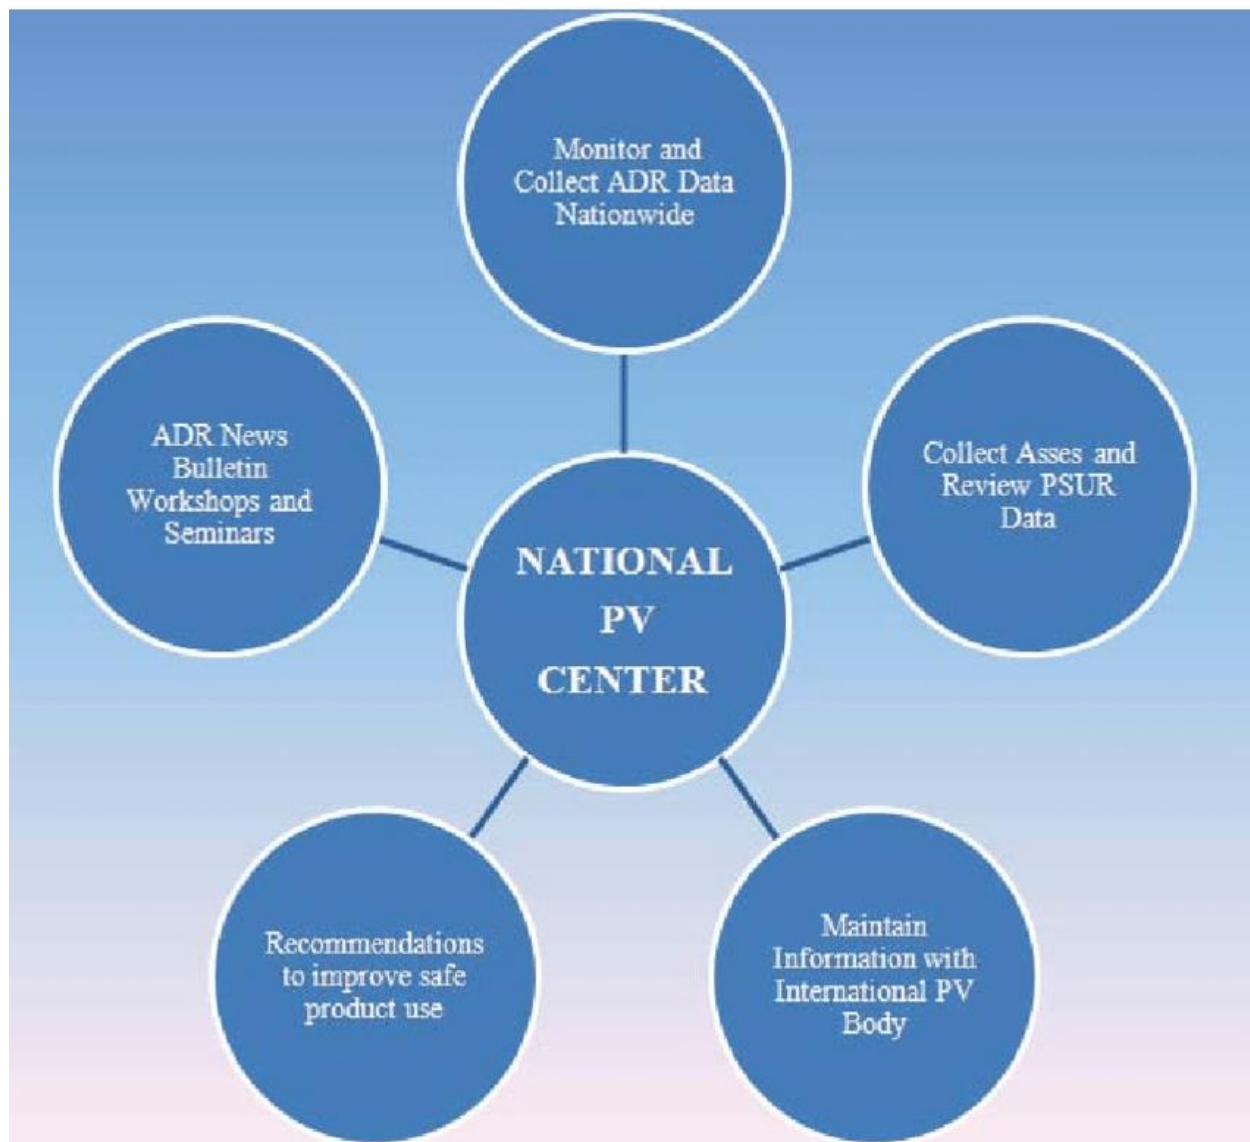 Monitor and
Collect ADR Data
Nationwide
ADR News
Bulletin
Workshops and
Seminars
Collect Asses and
Review PSUR
Data
NATIONAL
PV
CENTER
Recommendations
to improve safe
product use
Maintain
Information with
International PV
Body